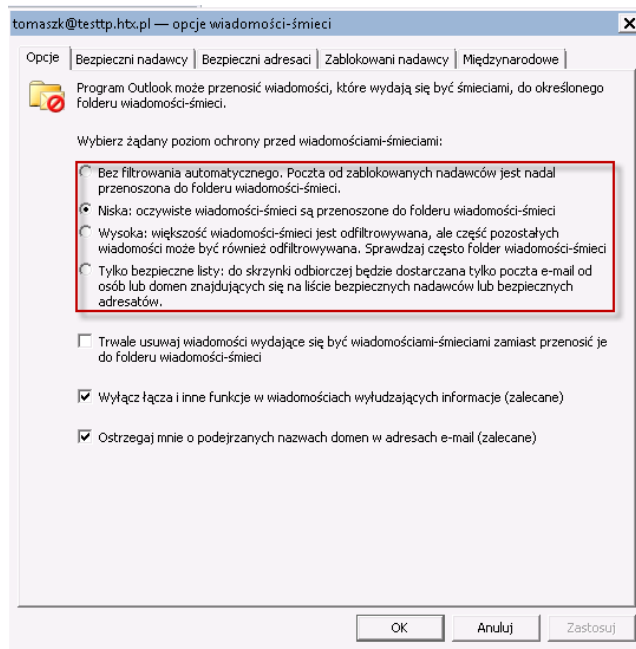 tomaszk@testtp.htx.pl — opcje wiadomości-śmieci
Opcje Bezpieczni nadawcy Bezpieczni adresaci Zablokowani nadawcy Międzynarodowe
Program Outlook może przenosić wiadomości, które wydają się być śmieciami, do określonego
folderu wiadomości-śmieci.
Wybierz żądany poziom ochrony przed wiadomościami-śmieciami:
Bez filtrowania automatycznego. Poczta od zablokowanych nadawców jest nadal
przenoszona do folderu wiadomości-śmieci.
Niska: oczywiste wiadomości-śmieci są przenoszone do folderu wiadomości-śmieci
Wysoka: większość wiadomości-śmieci jest odfiltrowywana, ale część pozostałych
wiadomości może być również odfiltrowywana. Sprawdzaj często folder wiadomości-śmieci
Tylko bezpieczne listy: do skrzynki odbiorczej będzie dostarczana tylko poczta e-mail od
osób lub domen znajdujących się na liście bezpiecznych nadawców lub bezpiecznych
adresatów.
Trwale usuwaj wiadomości wydające się być wiadomościami-śmieciami zamiast przenosić je
do folderu wiadomości-śmieci
Wyłącz łącza i inne funkcje w wiadomościach wyłudzających informacje (zalecane)
Ostrzegaj mnie o podejrzanych nazwach domen w adresach e-mail (zalecane)
OK Anuluj Zastosuj